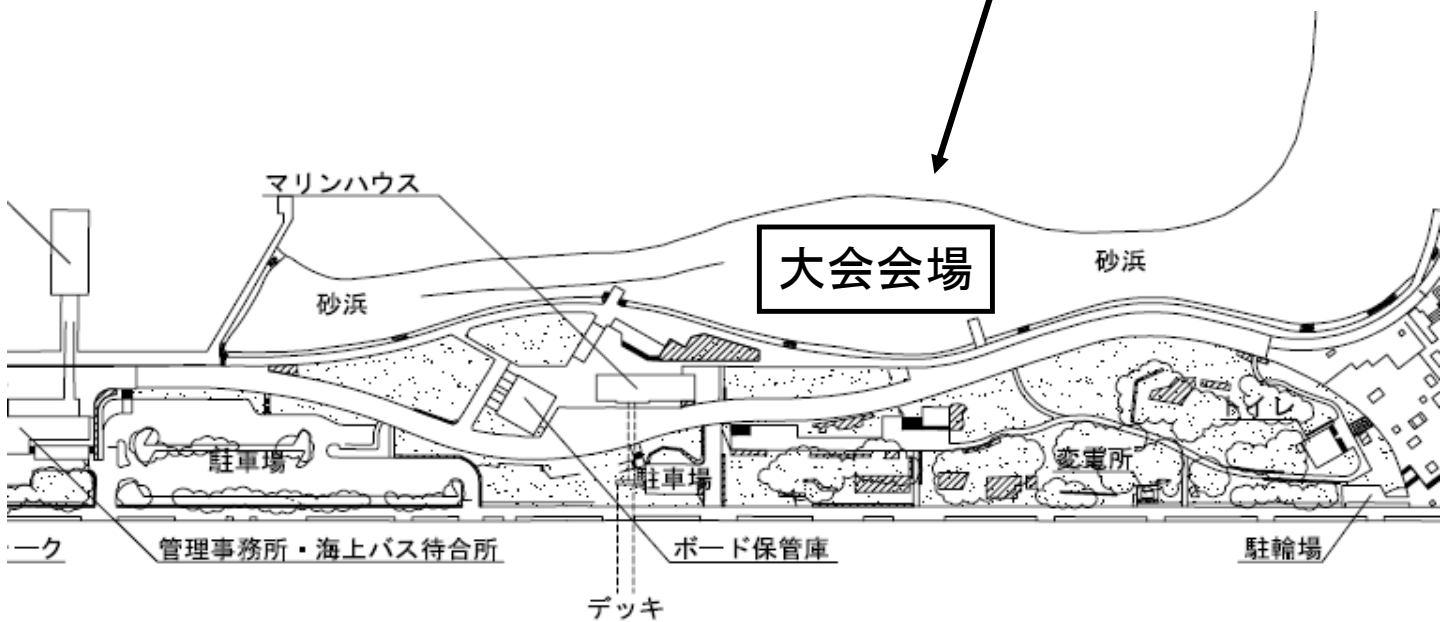 マリンハウス
大会会場
砂浜
砂浜
トイレ
駐車場
駐車場
変電所
ーク
管理事務所・海上バス待合所
ボード保管庫
駐輪場
デッキ